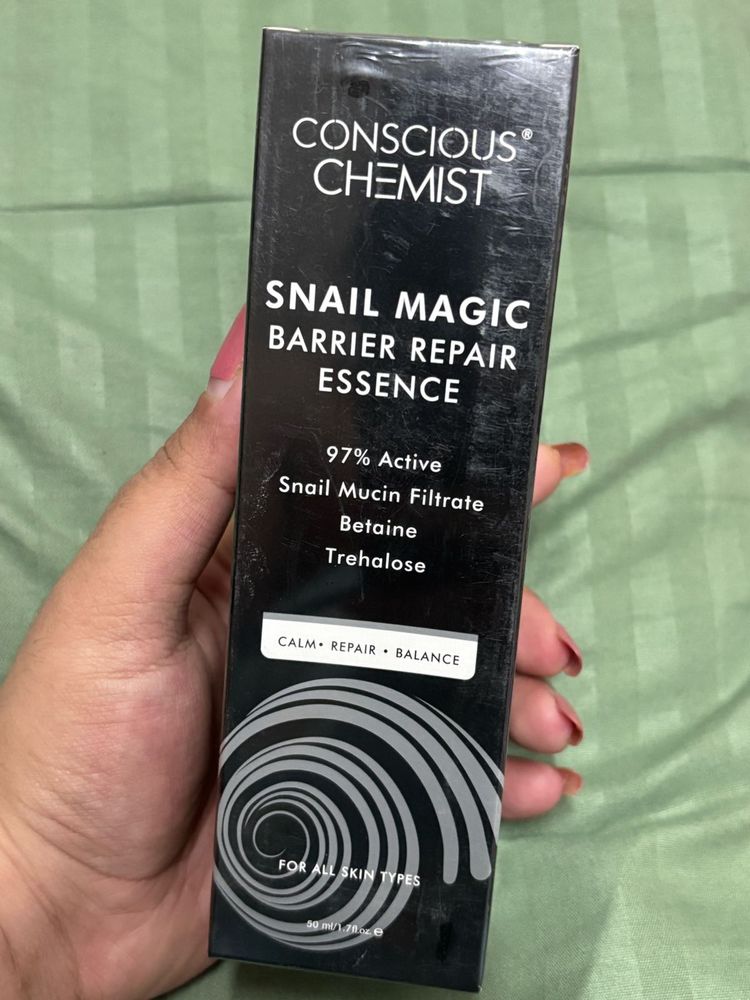 CONSCIOUS®
CHEMIST
SNAIL MAGIC
BARRIER REPAIR
ESSENCE
97% Active
Snail Mucin Filtrate
Betaine
Trehalose
CALM• REPAIR • BALANCE
FOR ALL SKIN TYPES
50 ml/1.7fl.oz. ℮